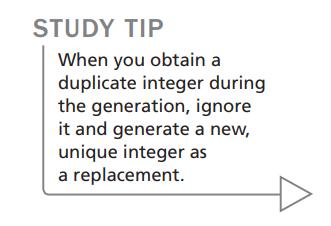 STUDY TIP
When you obtain a
duplicate integer during
the generation, ignore
it and generate a new,
unique integer as
a replacement.